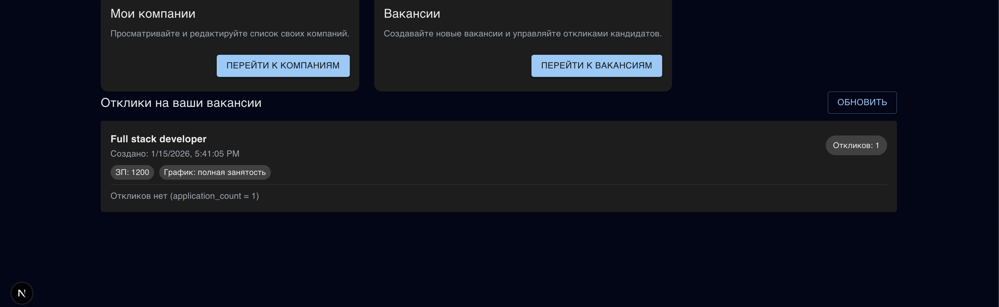 Мои компании
Просматривайте и редактируйте список своих компаний.
ПЕРЕЙТИ К КОМПАНИЯМ
Вакансии
Создавайте новые вакансии и управляйте откликами кандидатов.
ПЕРЕЙТИ К ВАКАНСИЯМ
Отклики на ваши вакансии
ОБНОВИТЬ
Full stack developer
Откликов: 1
Создано: 1/15/2026, 5:41:05 PM
ЗП: 1200
График: полная занятость
Откликов нет (application_count = 1)
N